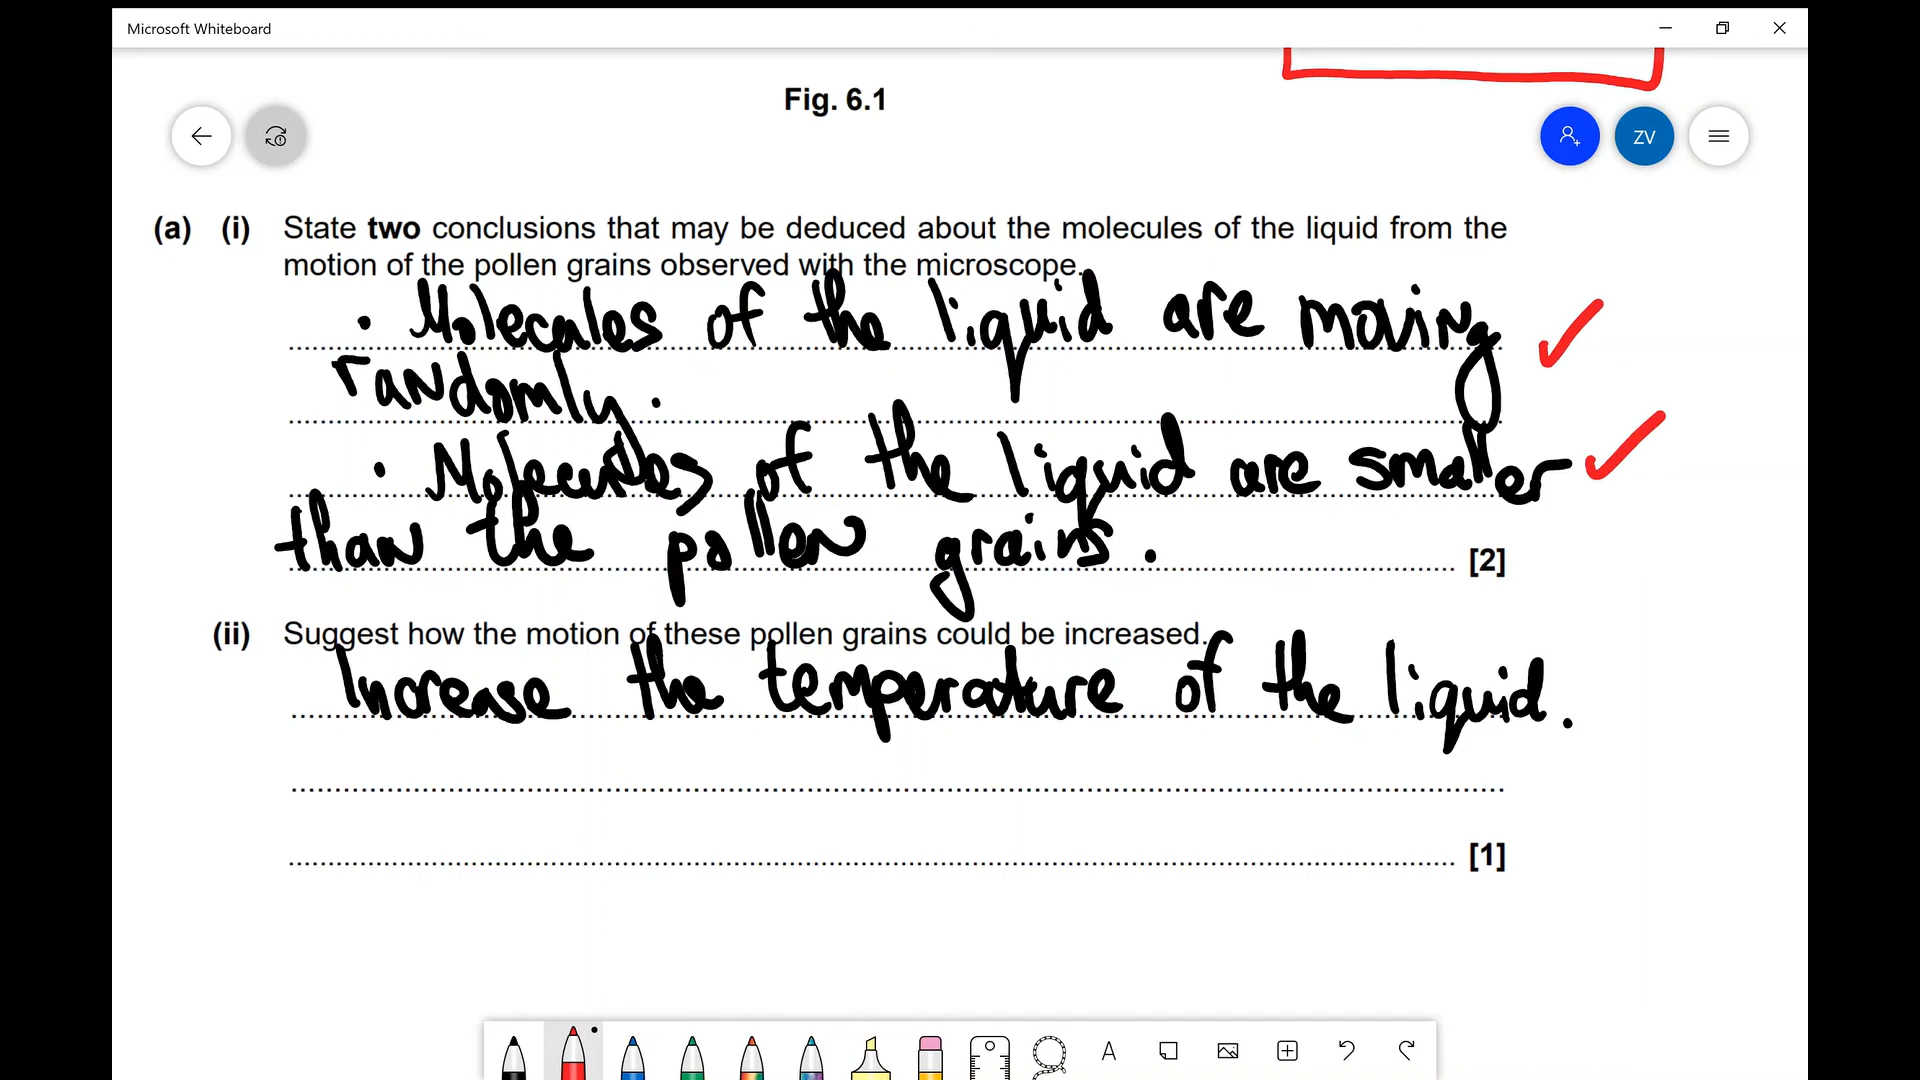 Microsoft Whiteboard
Fig. 6.1
ZV
(a) (i) State two conclusions that may be deduced about the molecules of the liquid from the
motion of the pollen grains observed with the microscope.
• Molecules of the liquid are moving
randomly.
• Molecules of the liquid are smaller
than the pollen grains.
[2]
(ii) Suggest how the motion of these pollen grains could be increased.
Increase the temperature of the liquid.
[1]
A